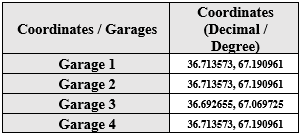 Coordinates / Garages
Coordinates
(Decimal /
Degree)
Garage 1 36.713573, 67.190961
Garage 2 36.713573, 67.190961
Garage 3 36.692655, 67.069725
Garage 4 36.713573, 67.190961